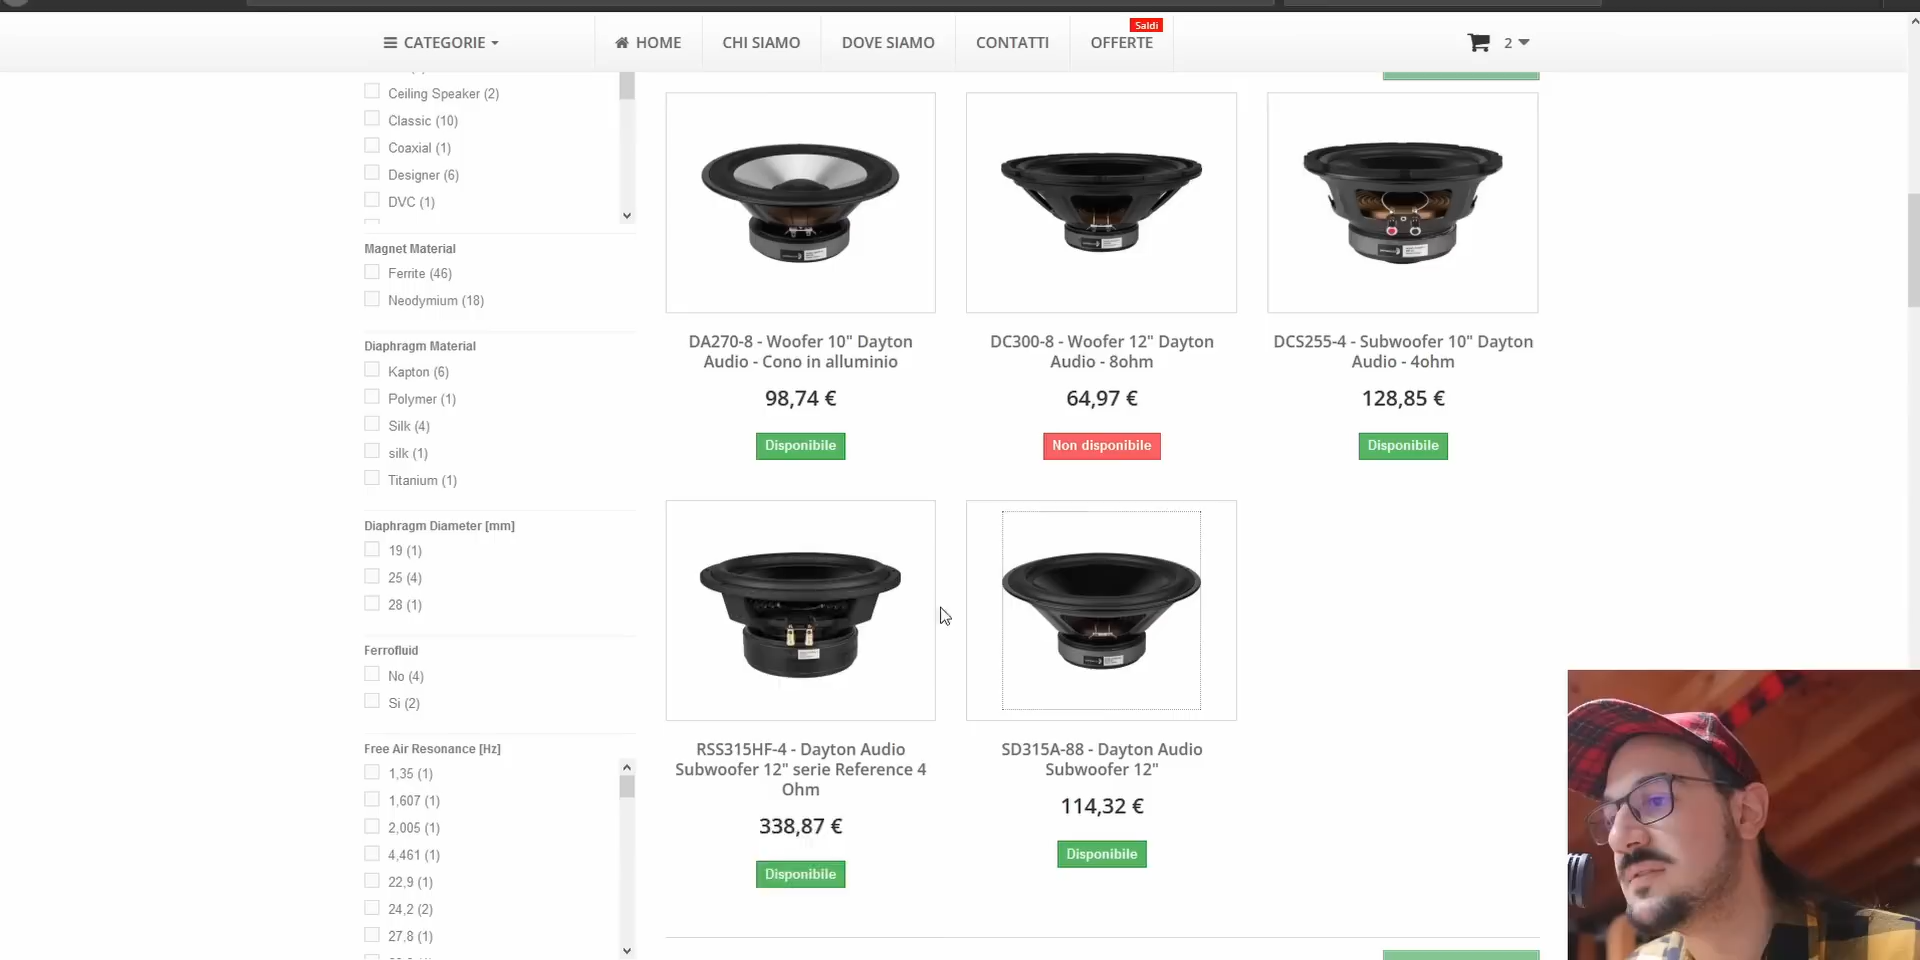 Saldi
CATEGORIE
HOME
CHI SIAMO
DOVE SIAMO
CONTATTI
OFFERTE
2
Ceiling Speaker (2)
Classic (10)
Coaxial (1)
Designer (6)
DVC (1)
Magnet Material
Ferrite (46)
Neodymium (18)
Diaphragm Material
Kapton (6)
Polymer (1)
Silk (4)
silk (1)
Titanium (1)
Diaphragm Diameter [mm]
19 (1)
25 (4)
28 (1)
Ferrofluid
No (4)
Si (2)
Free Air Resonance [Hz]
1,35 (1)
1,607 (1)
2,005 (1)
4,461 (1)
22,9 (1)
24,2 (2)
27,8 (1)
DA270-8 - Woofer 10" Dayton
Audio - Cono in alluminio
98,74 €
Disponibile
DC300-8 - Woofer 12" Dayton
Audio - 8ohm
64,97 €
Non disponibile
DCS255-4 - Subwoofer 10" Dayton
Audio - 4ohm
128,85 €
Disponibile
RSS315HF-4 - Dayton Audio
Subwoofer 12" serie Reference 4
Ohm
338,87 €
Disponibile
SD315A-88 - Dayton Audio
Subwoofer 12"
114,32 €
Disponibile